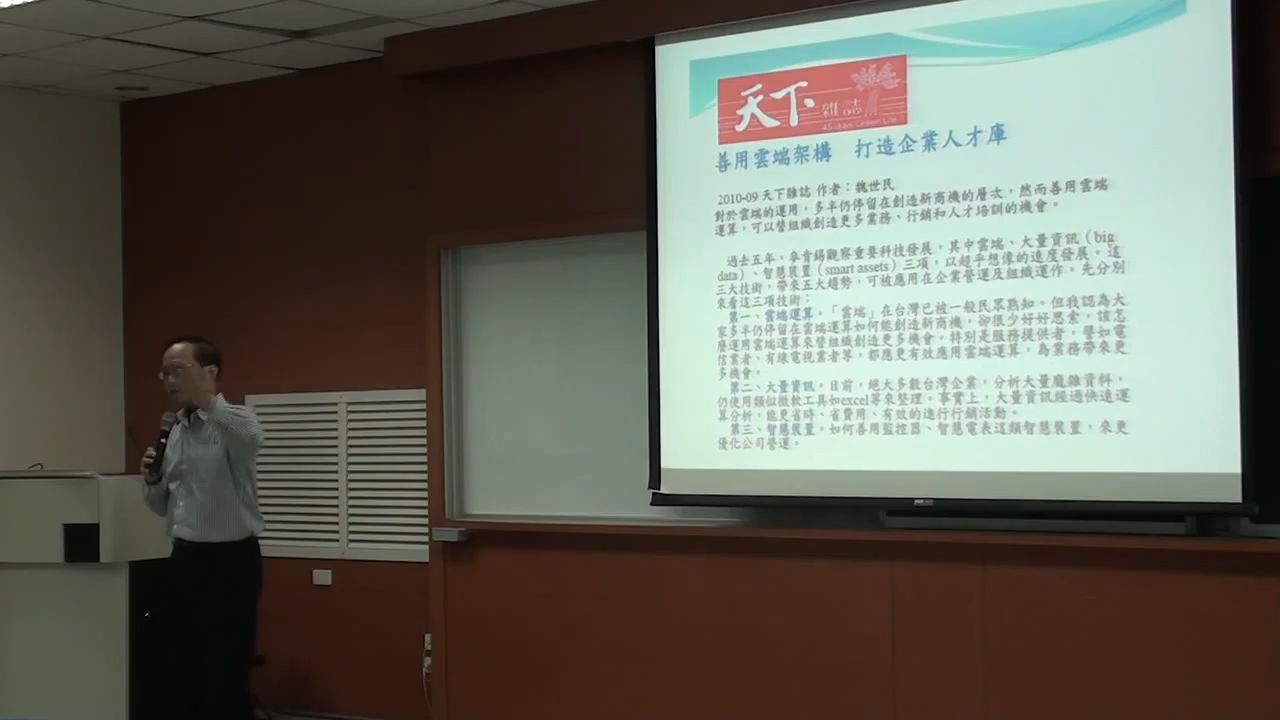 天下雜誌
善用雲端架構 打造企業人才庫
2010-09 天下雜誌 作者：魏世民
對於雲端的運用，多半仍停留在創造新商機的層次，然而善用雲端
運算，可以替組織創造更多業務、行銷和人才培訓的機會。
過去五年，麥肯錫觀察重要科技發展，其中雲端、大量資訊（big
data）、智慧裝置（smart assets）三項，以超乎想像的速度發展。這
三大技術，帶來五大趨勢，可被應用在企業營運及組織運作。先分別
來看這三項技術：
第一、雲端運算。「雲端」在台灣已被一般民眾熟知。但我認為大
家多半仍停留在雲端運算如何能創造新商機，卻很少好好思索，該怎
麼運用雲端運算來替組織創造更多機會，特別是服務提供者，譬如電
信業者、有線電視業者等，都應更有效應用雲端運算，為業務帶來更
多機會。
第二、大量資訊。目前，絕大多數台灣企業，分析大量龐雜資料，
仍使用類似微軟工具如excel等來整理。事實上，大量資訊經過快速運
算分析，能更省時、省費用、有效的進行行銷活動。
第三、智慧裝置。如何善用監控器、智慧電表這類智慧裝置，來更
優化公司營運。